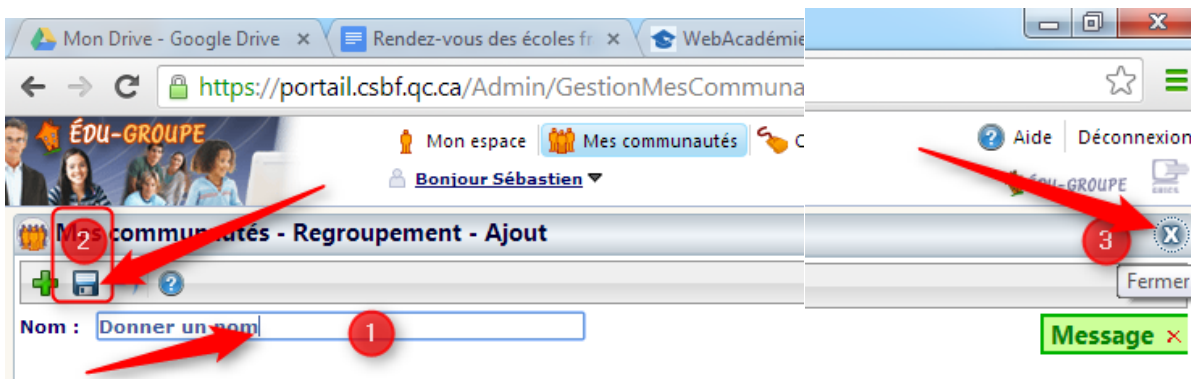 Mon Drive - Google Drive × Rendez-vous des écoles fr × WebAcadémie
https://portail.csbf.qc.ca/Admin/GestionMesCommuna
ÉDU-GROUPE Mon espace Mes communautés C Aide Déconnexion
Bonjour Sébastien ÉDU-GROUPE GRICS
2 Mes communautés - Regroupement - Ajout 3 X
Fermer
Nom : Donner un nom 1 Message ×